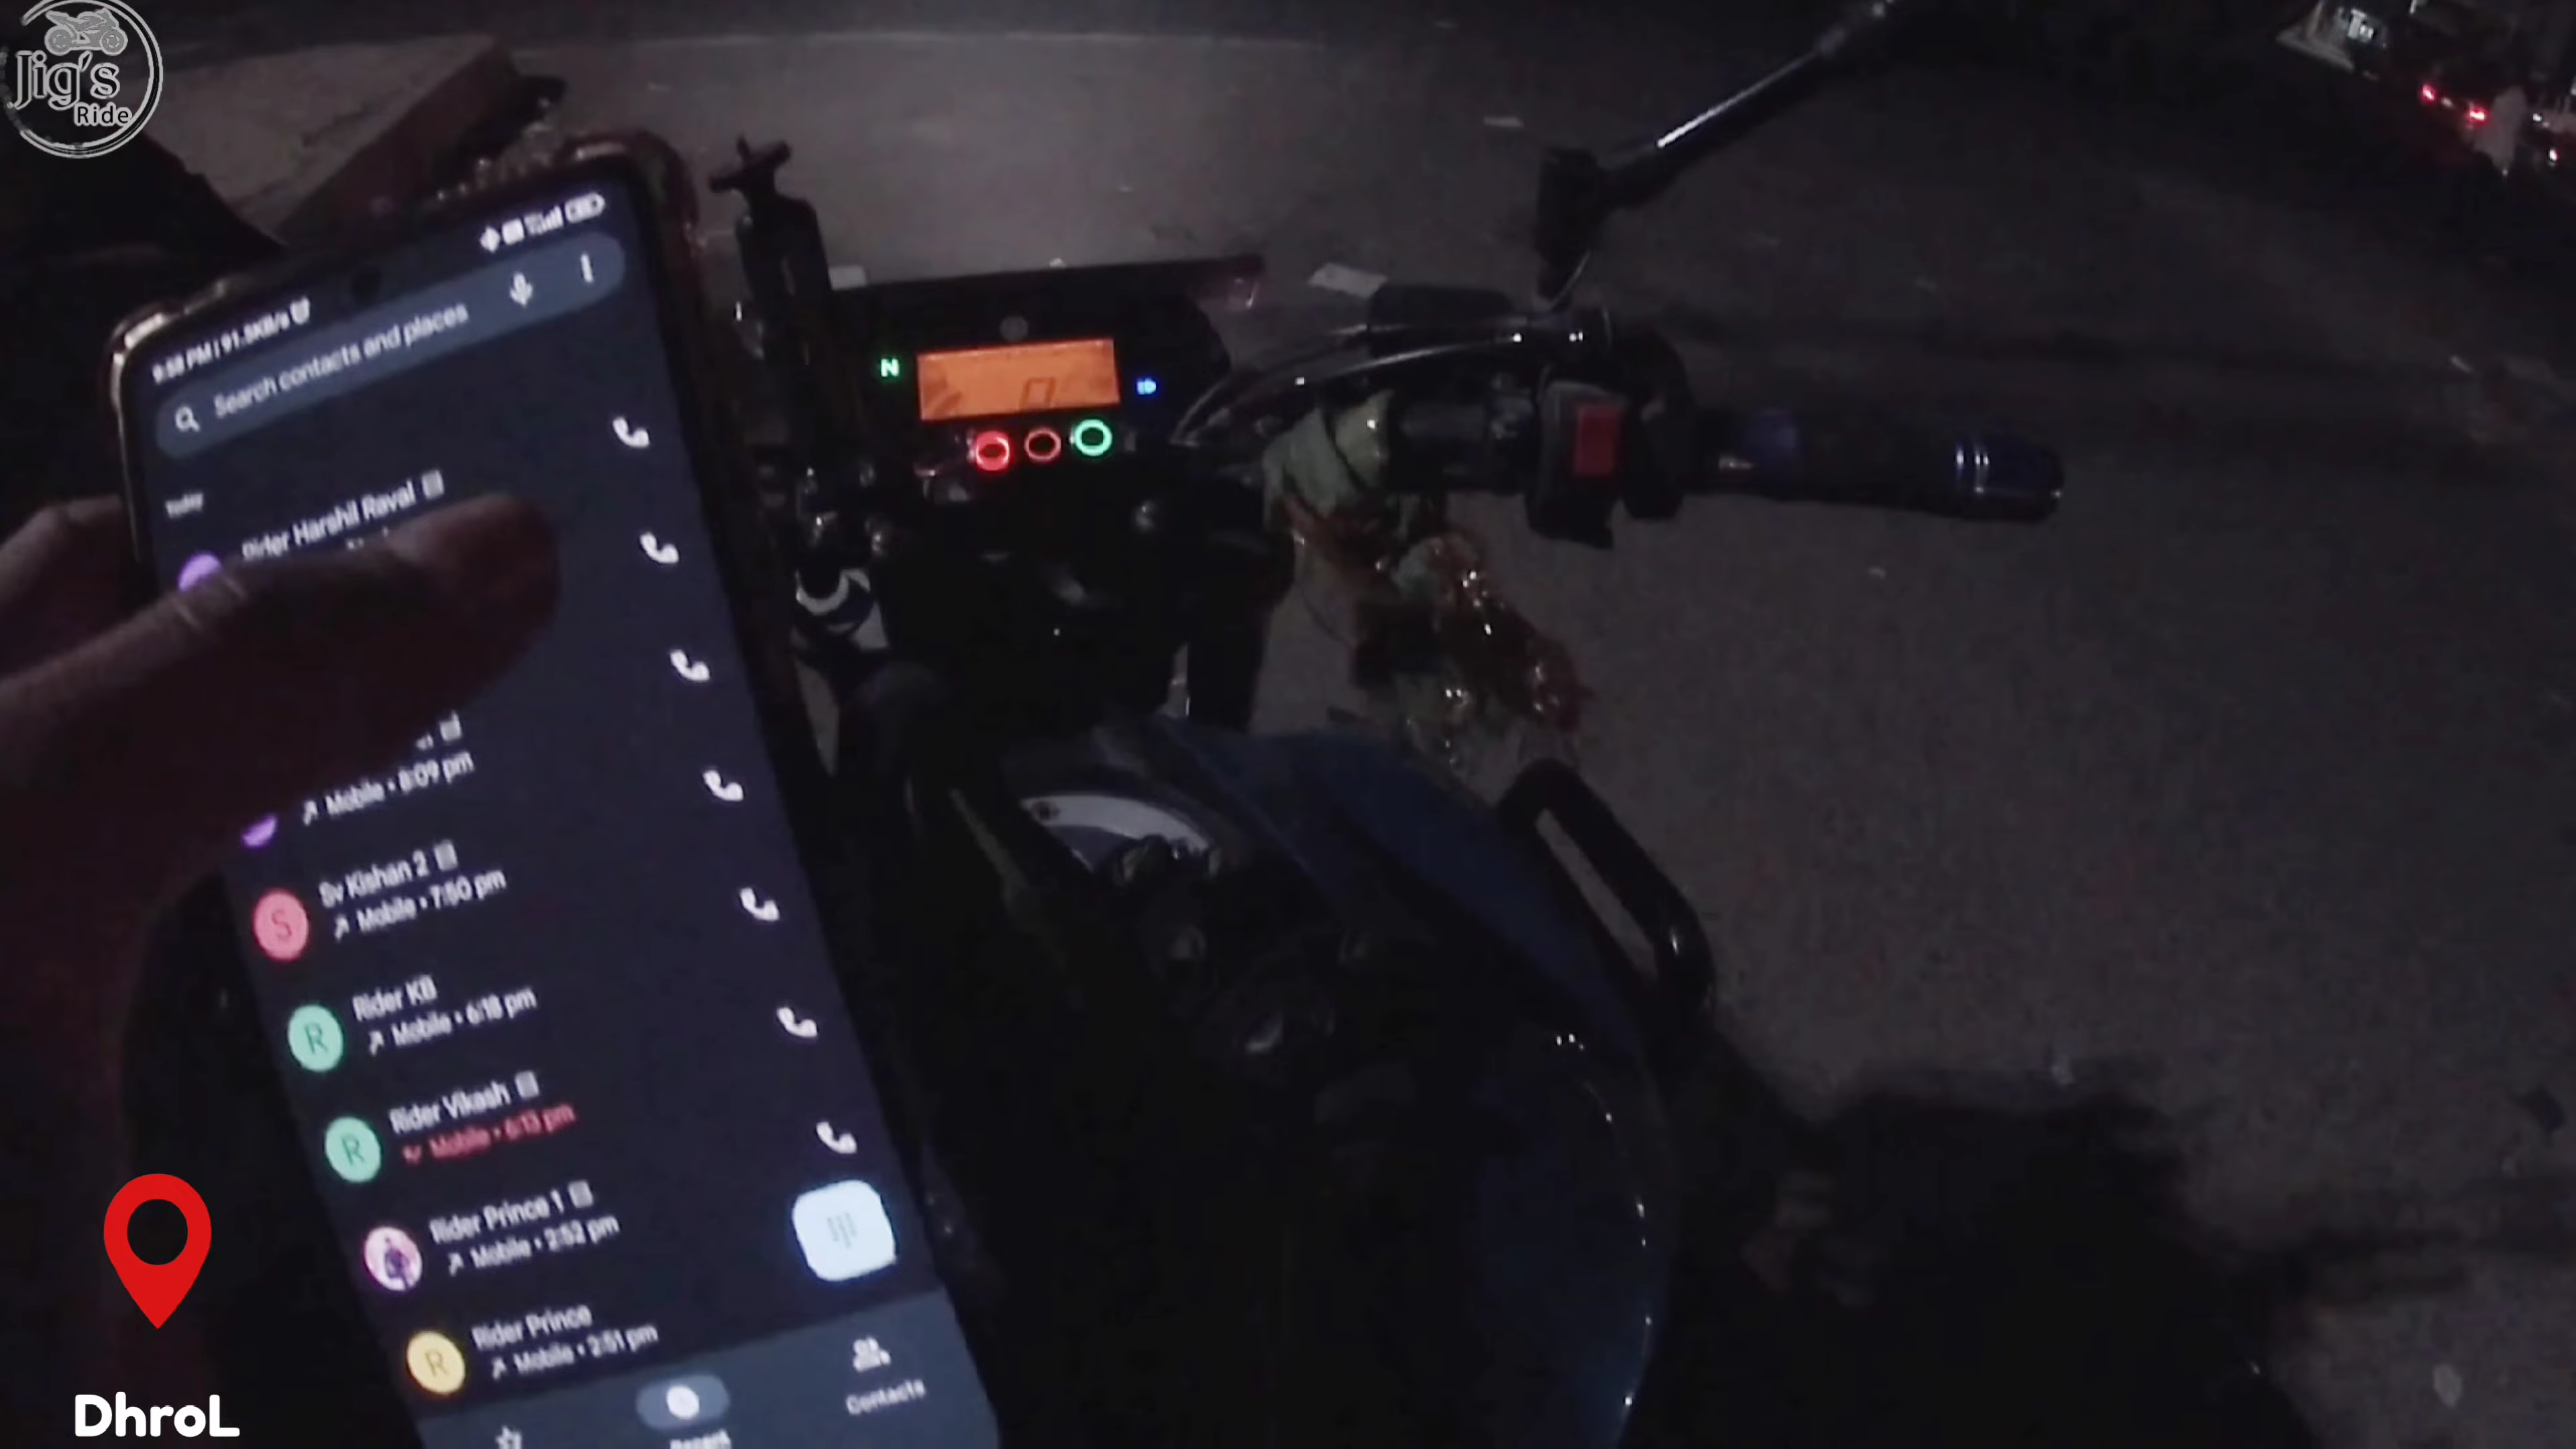 Jig's
Ride
9:58 PM | 91.5KB/s
Search contacts and places
Today
Rider Harshil Raval
Mobile • 8:09 pm
Sv Kishan 2
Mobile • 7:50 pm
S
Rider KB
Mobile • 6:18 pm
R
Rider Vikash
Mobile • 6:13 pm
R
Rider Prince 1
Mobile • 2:52 pm
Rider Prince
Mobile • 2:51 pm
R
Contacts
N
0
DhroL